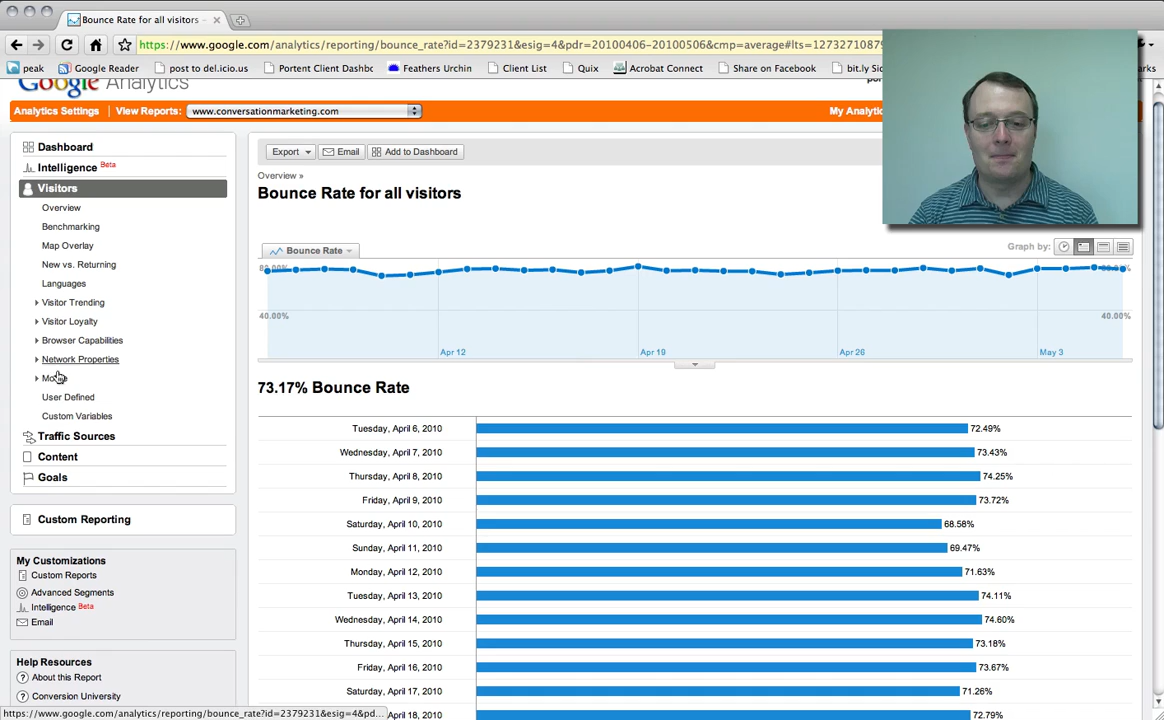 Bounce Rate for all visitors -
https://www.google.com/analytics/reporting/bounce_rate?id=2379231&esig=4&pdr=20100406-20100506&cmp=average#lts=127327108
peak
Google Reader
post to del.icio.us
Portent Client Dashbc
Feathers Urchin
Client List
Quix
Acrobat Connect
Share on Facebook
bit.ly
Google Analytics
Analytics Settings
View Reports:
www.conversationmarketing.com
My Analy
Dashboard
Intelligence Beta
Visitors
Overview
Benchmarking
Map Overlay
New vs. Returning
Languages
Visitor Trending
Visitor Loyalty
Browser Capabilities
Network Properties
User Defined
Custom Variables
Traffic Sources
Content
Goals
Custom Reporting
My Customizations
Custom Reports
Advanced Segments
Intelligence Beta
Email
Help Resources
About this Report
Conversion University
https://www.google.com/analytics/reporting/bounce_rate?id=2379231&esig=4&pd...
Export
Email
Add to Dashboard
Overview »
Bounce Rate for all visitors
Graph by:
Bounce Rate
80.00%
40.00%
40.00%
Apr 12
Apr 19
Apr 26
May 3
73.17% Bounce Rate
Tuesday, April 6, 2010 72.49%
Wednesday, April 7, 2010 73.43%
Thursday, April 8, 2010 74.25%
Friday, April 9, 2010 73.72%
Saturday, April 10, 2010 68.58%
Sunday, April 11, 2010 69.47%
Monday, April 12, 2010 71.63%
Tuesday, April 13, 2010 74.11%
Wednesday, April 14, 2010 74.60%
Thursday, April 15, 2010 73.18%
Friday, April 16, 2010 73.67%
Saturday, April 17, 2010 71.26%
April 18, 2010 72.79%